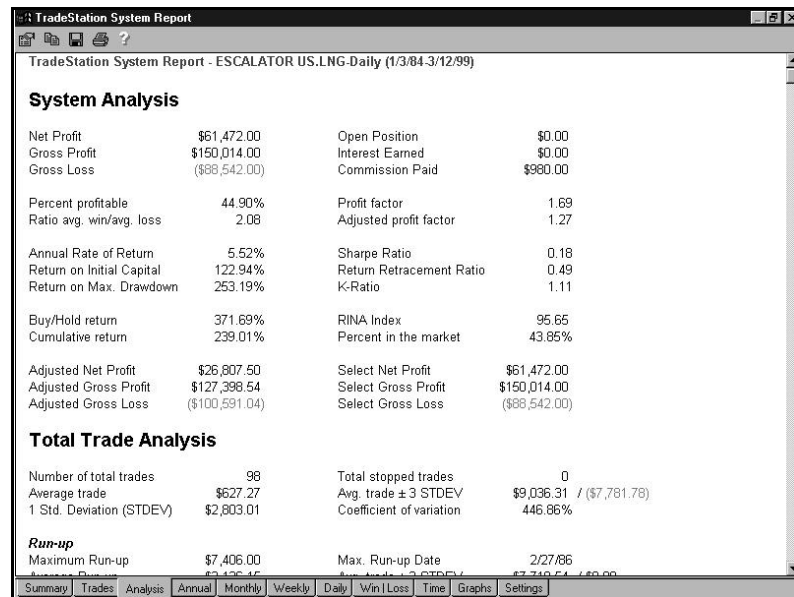 TradeStation System Report
TradeStation System Report - ESCALATOR US.LNG-Daily (1/3/84-3/12/99)
System Analysis
Net Profit $61,472.00 Open Position $0.00
Gross Profit $150,014.00 Interest Earned $0.00
Gross Loss ($88,542.00) Commission Paid $980.00
Percent profitable 44.90% Profit factor 1.69
Ratio avg. win/avg. loss 2.08 Adjusted profit factor 1.27
Annual Rate of Return 5.52% Sharpe Ratio 0.18
Return on Initial Capital 122.94% Return Retracement Ratio 0.49
Return on Max. Drawdown 253.19% K-Ratio 1.11
Buy/Hold return 371.69% RINA Index 95.65
Cumulative return 239.01% Percent in the market 43.85%
Adjusted Net Profit $26,807.50 Select Net Profit $61,472.00
Adjusted Gross Profit $127,398.54 Select Gross Profit $150,014.00
Adjusted Gross Loss ($100,591.04) Select Gross Loss ($88,542.00)
Total Trade Analysis
Number of total trades 98 Total stopped trades 0
Average trade $627.27 Avg. trade ± 3 STDEV $9,036.31 / ($7,781.78)
1 Std. Deviation (STDEV) $2,803.01 Coefficient of variation 446.86%
Run-up
Maximum Run-up $7,406.00 Max. Run-up Date 2/27/86
Summary Trades Analysis Annual Monthly Weekly Daily Win | Loss Time Graphs Settings